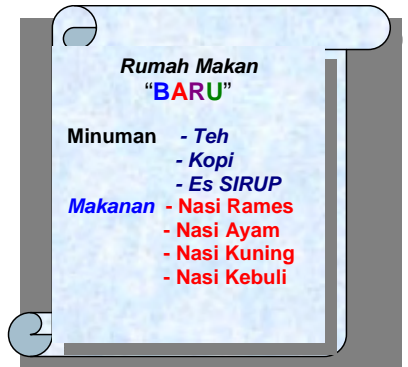 Rumah Makan
“BARU”
Minuman - Teh
- Kopi
- Es SIRUP
Makanan - Nasi Rames
- Nasi Ayam
- Nasi Kuning
- Nasi Kebuli